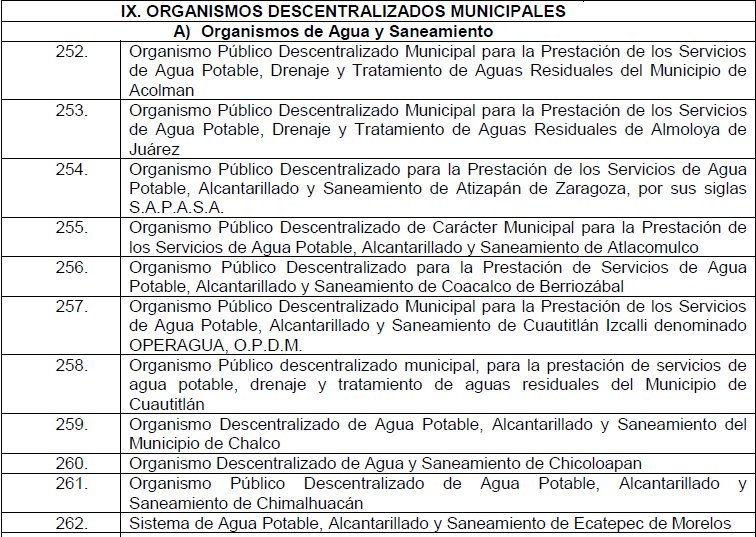 IX. ORGANISMOS DESCENTRALIZADOS MUNICIPALES
A) Organismos de Agua y Saneamiento
252. Organismo Público Descentralizado Municipal para la Prestación de los Servicios
de Agua Potable, Drenaje y Tratamiento de Aguas Residuales del Municipio de
Acolman
253. Organismo Público Descentralizado Municipal para la Prestación de los Servicios
de Agua Potable, Drenaje y Tratamiento de Aguas Residuales de Almoloya de
Juárez
254. Organismo Público Descentralizado para la Prestación de los Servicios de Agua
Potable, Alcantarillado y Saneamiento de Atizapán de Zaragoza, por sus siglas
S.A.P.A.S.A.
255. Organismo Público Descentralizado de Carácter Municipal para la Prestación de
los Servicios de Agua Potable, Alcantarillado y Saneamiento de Atlacomulco
256. Organismo Público Descentralizado para la Prestación de Servicios de Agua
Potable, Alcantarillado y Saneamiento de Coacalco de Berriozábal
257. Organismo Público Descentralizado Municipal para la Prestación de los Servicios
de Agua Potable, Alcantarillado y Saneamiento de Cuautitlán Izcalli denominado
OPERAGUA, O.P.D.M.
258. Organismo Público descentralizado municipal, para la prestación de servicios de
agua potable, drenaje y tratamiento de aguas residuales del Municipio de
Cuautitlán
259. Organismo Descentralizado de Agua Potable, Alcantarillado y Saneamiento del
Municipio de Chalco
260. Organismo Descentralizado de Agua y Saneamiento de Chicoloapan
261. Organismo Público Descentralizado de Agua Potable, Alcantarillado y
Saneamiento de Chimalhuacán
262. Sistema de Agua Potable, Alcantarillado y Saneamiento de Ecatepec de Morelos